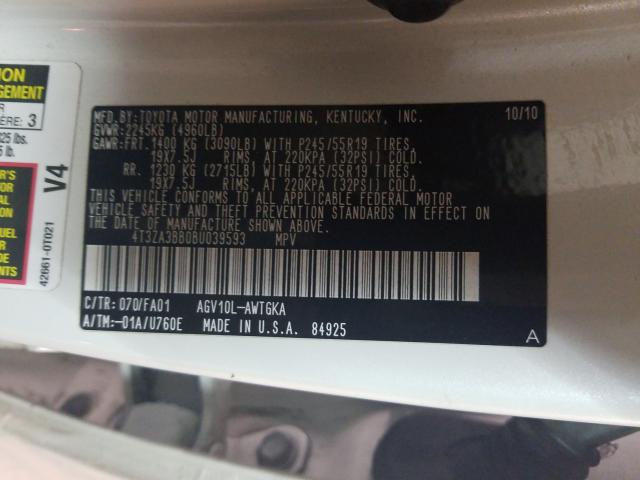 MFD.BY:TOYOTA MOTOR MANUFACTURING, KENTUCKY, INC. 10/10
GVWR:2245KG (4960LB)
GAWR:FRT. 1400 KG (3090LB) WITH P245/55R19 TIRES,
19X7.5J RIMS, AT 220KPA (32PSI) COLD.
RR. 1230 KG (2715LB) WITH P245/55R19 TIRES,
19X7.5J RIMS, AT 220KPA (32PSI) COLD.
THIS VEHICLE CONFORMS TO ALL APPLICABLE FEDERAL MOTOR
VEHICLE SAFETY AND THEFT PREVENTION STANDARDS IN EFFECT ON
THE DATE OF MANUFACTURE SHOWN ABOVE.
4T3ZA3BB0BU039593 MPV
C/TR: 070/FA01 AGV10L-AWTGKA
A/TM:-01A/U760E MADE IN U.S.A. 84925 A
3
V4
42661-0T021